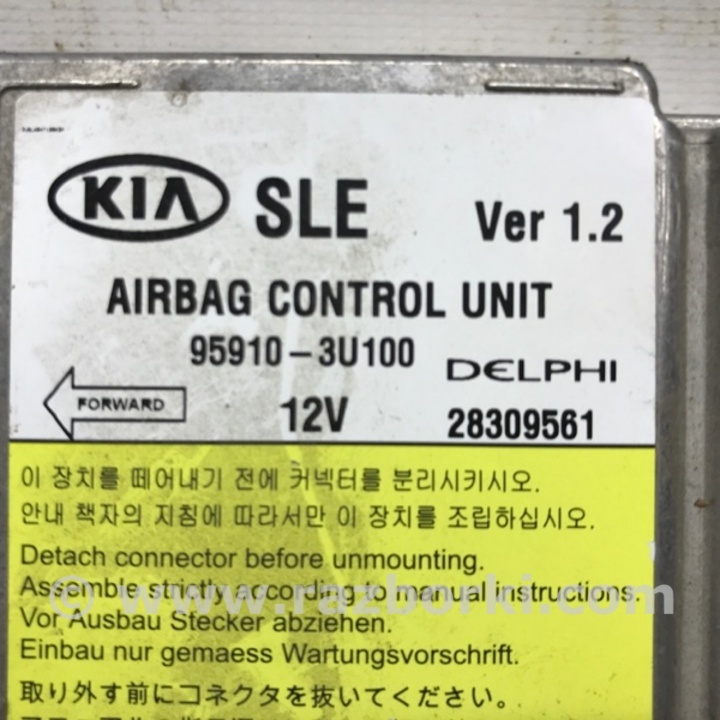 KIA SLE Ver 1.2
AIRBAG CONTROL UNIT
95910-3U100
DELPHI
FORWARD
12V
28309561
이 장치를 떼어내기 전에 커넥터를 분리시키시오.
안내 책자의 지침에 따라서만 이 장치를 조립하십시오.
Detach connector before unmounting.
Assemble strictly according to manual instructions.
© www.razborki.com
Vor Ausbau Stecker abziehen.
Einbau nur gemaess Wartungsvorschrift.
取り外す前にコネクタを抜いてください。